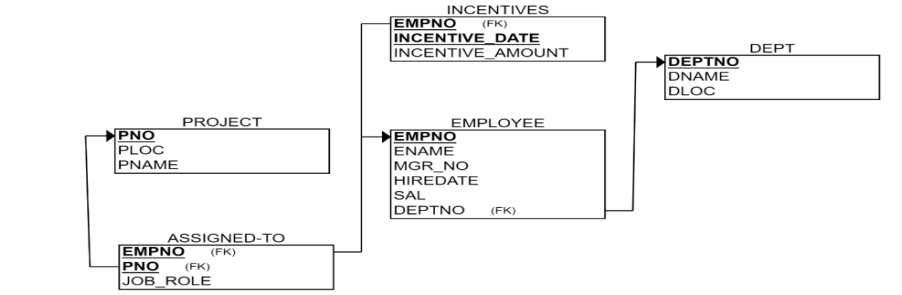 INCENTIVES
EMPNO (FK)
INCENTIVE_DATE
INCENTIVE_AMOUNT
DEPT
DEPTNO
DNAME
DLOC
PROJECT
PNO
PLOC
PNAME
EMPLOYEE
EMPNO
ENAME
MGR_NO
HIREDATE
SAL
DEPTNO (FK)
ASSIGNED-TO
EMPNO (FK)
PNO (FK)
JOB_ROLE